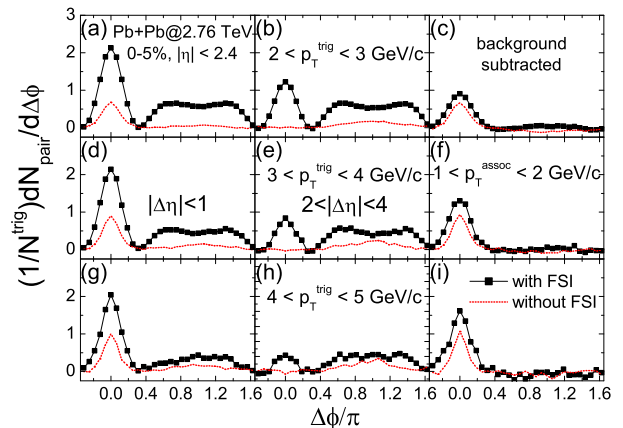 (a) Pb+Pb@2.76 TeV
0-5%, |η| < 2.4
(b)
2 < p_T^trig < 3 GeV/c
(c)
background
subtracted
(d)
|Δη|<1
(e)
3 < p_T^trig < 4 GeV/c
2<|Δη|<4
(f)
1 < p_T^assoc < 2 GeV/c
(g)
(h)
4 < p_T^trig < 5 GeV/c
(i)
with FSI
without FSI
(1/N^trig)dN_pair/dΔϕ
2
1
0
2
1
0
2
1
0
0.0 0.4 0.8 1.2 1.6 0.0 0.4 0.8 1.2 1.6 0.0 0.4 0.8 1.2 1.6
Δϕ/π